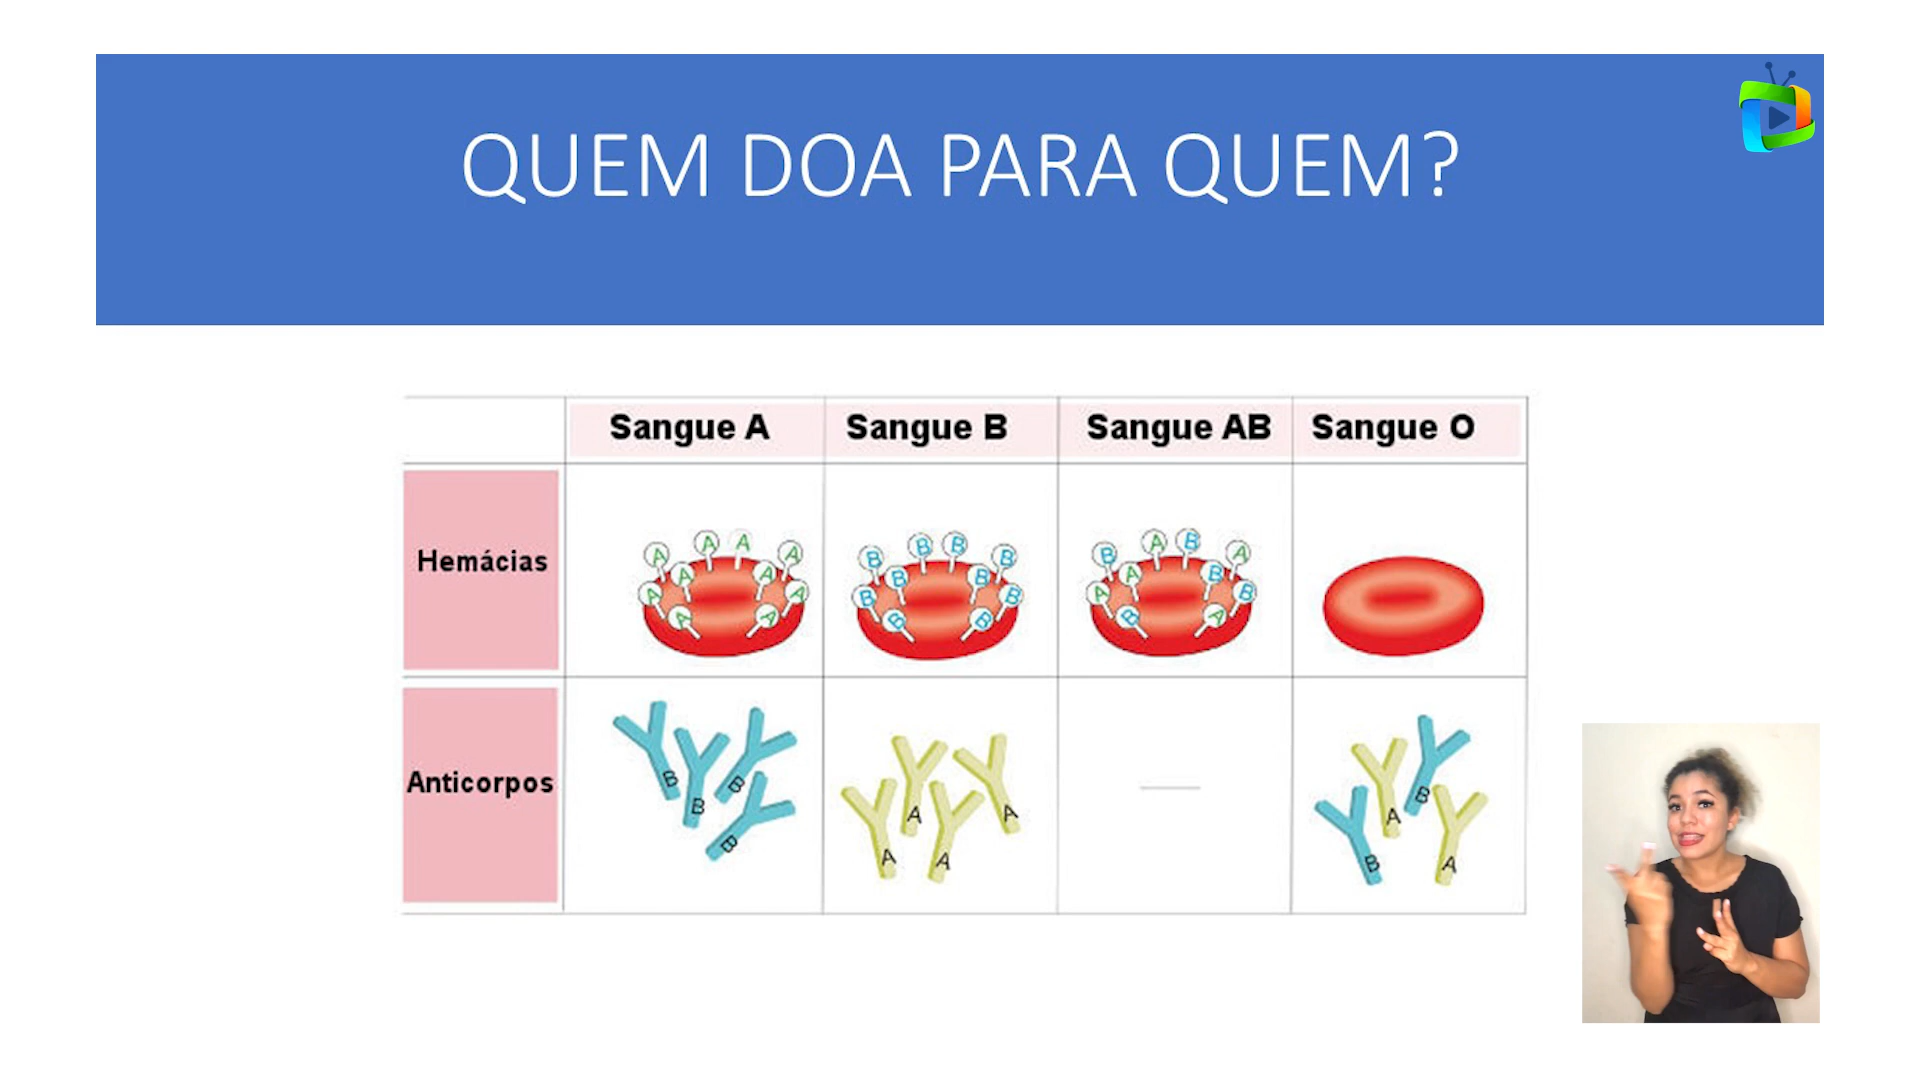 QUEM DOA PARA QUEM?
Sangue A Sangue B Sangue AB Sangue O
Hemácias
A A A A A A A A A
B B B B B B B B B B
B A B A A B A B B A
Anticorpos
B B B B
A A A A
B A B A